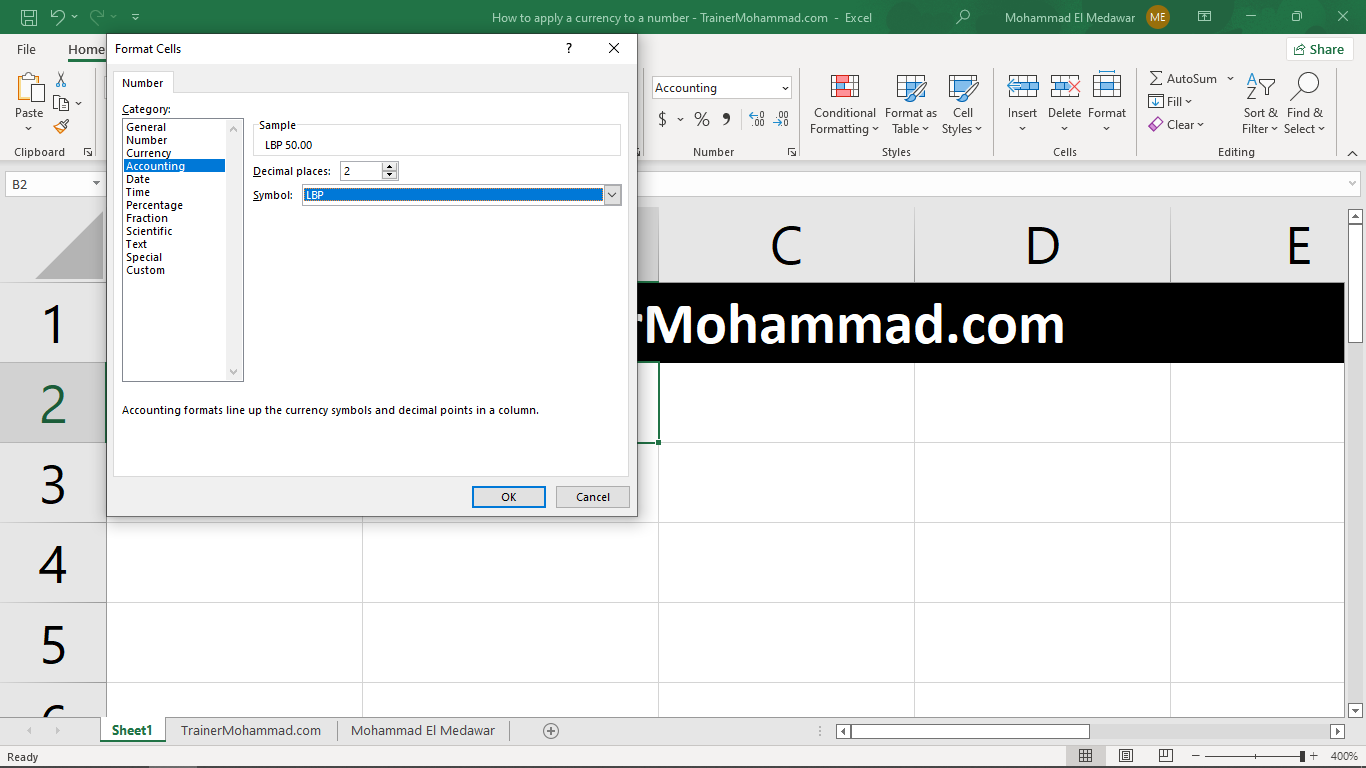 How to apply a currency to a number - TrainerMohammad.com - Excel
Mohammad El Medawar
ME
File
Home
Share
Format Cells
?
Number
Category:
General
Number
Currency
Accounting
Date
Time
Percentage
Fraction
Scientific
Text
Special
Custom
Sample
LBP 50.00
Decimal places:
2
Symbol:
LBP
Accounting formats line up the currency symbols and decimal points in a column.
OK
Cancel
Paste
Clipboard
Accounting
$ % ,
.00
.00
Number
Conditional
Formatting
Format as
Table
Cell
Styles
Styles
Insert
Delete
Format
Cells
AutoSum
Fill
Clear
Sort &
Filter
Find &
Select
Editing
B2
C
D
E
1
rMohammad.com
2
3
4
5
6
Sheet1
TrainerMohammad.com
Mohammad El Medawar
Ready
400%